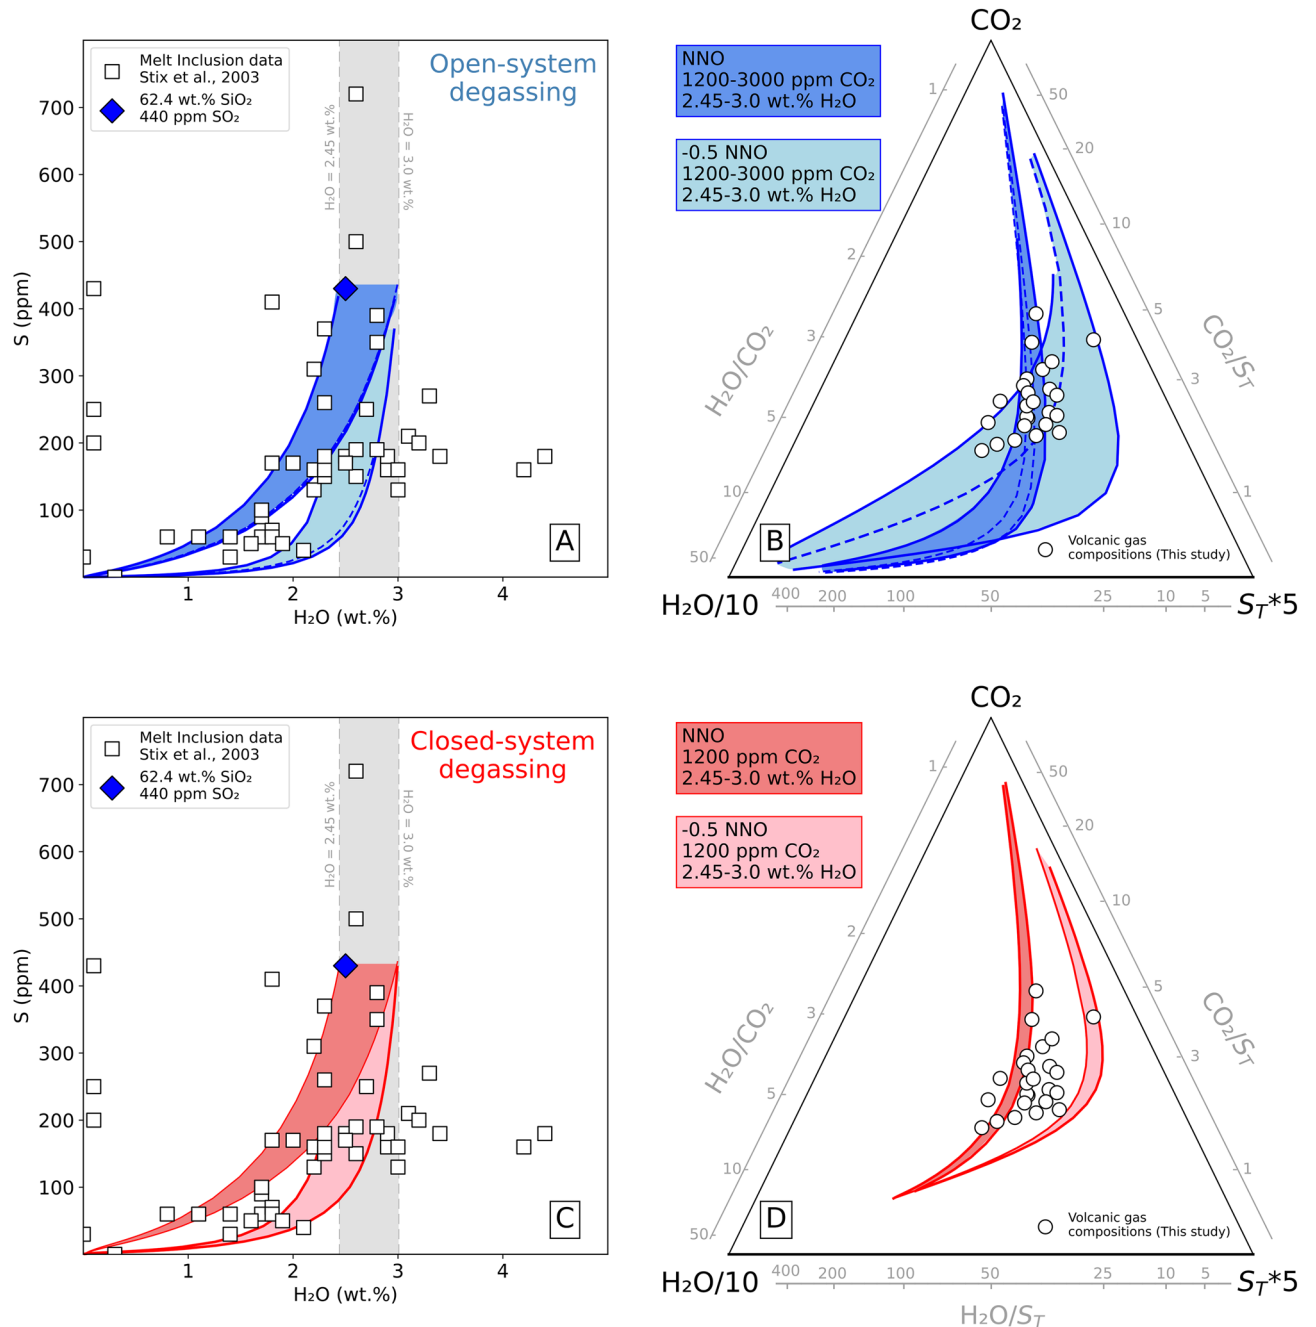 Melt Inclusion data
Stix et al., 2003
62.4 wt.% SiO₂
440 ppm SO₂
Open-system
degassing
H₂O = 2.45 wt.%
H₂O = 3.0 wt.%
S (ppm)
700
600
500
400
300
200
100
1
2
3
4
H₂O (wt.%)
A
CO₂
NNO
1200-3000 ppm CO₂
2.45-3.0 wt.% H₂O
-0.5 NNO
1200-3000 ppm CO₂
2.45-3.0 wt.% H₂O
1
2
3
5
10
50
H₂O/CO₂
50
20
10
5
3
1
CO₂/S_T
B
Volcanic gas
compositions (This study)
H₂O/10
S_T*5
400
200
100
50
25
10
5
Melt Inclusion data
Stix et al., 2003
62.4 wt.% SiO₂
440 ppm SO₂
Closed-system
degassing
H₂O = 2.45 wt.%
H₂O = 3.0 wt.%
S (ppm)
700
600
500
400
300
200
100
1
2
3
4
H₂O (wt.%)
C
CO₂
NNO
1200 ppm CO₂
2.45-3.0 wt.% H₂O
-0.5 NNO
1200 ppm CO₂
2.45-3.0 wt.% H₂O
1
2
3
5
10
50
H₂O/CO₂
50
20
10
5
3
1
CO₂/S_T
D
Volcanic gas
compositions (This study)
H₂O/10
S_T*5
400
200
100
50
25
10
5
H₂O/S_T